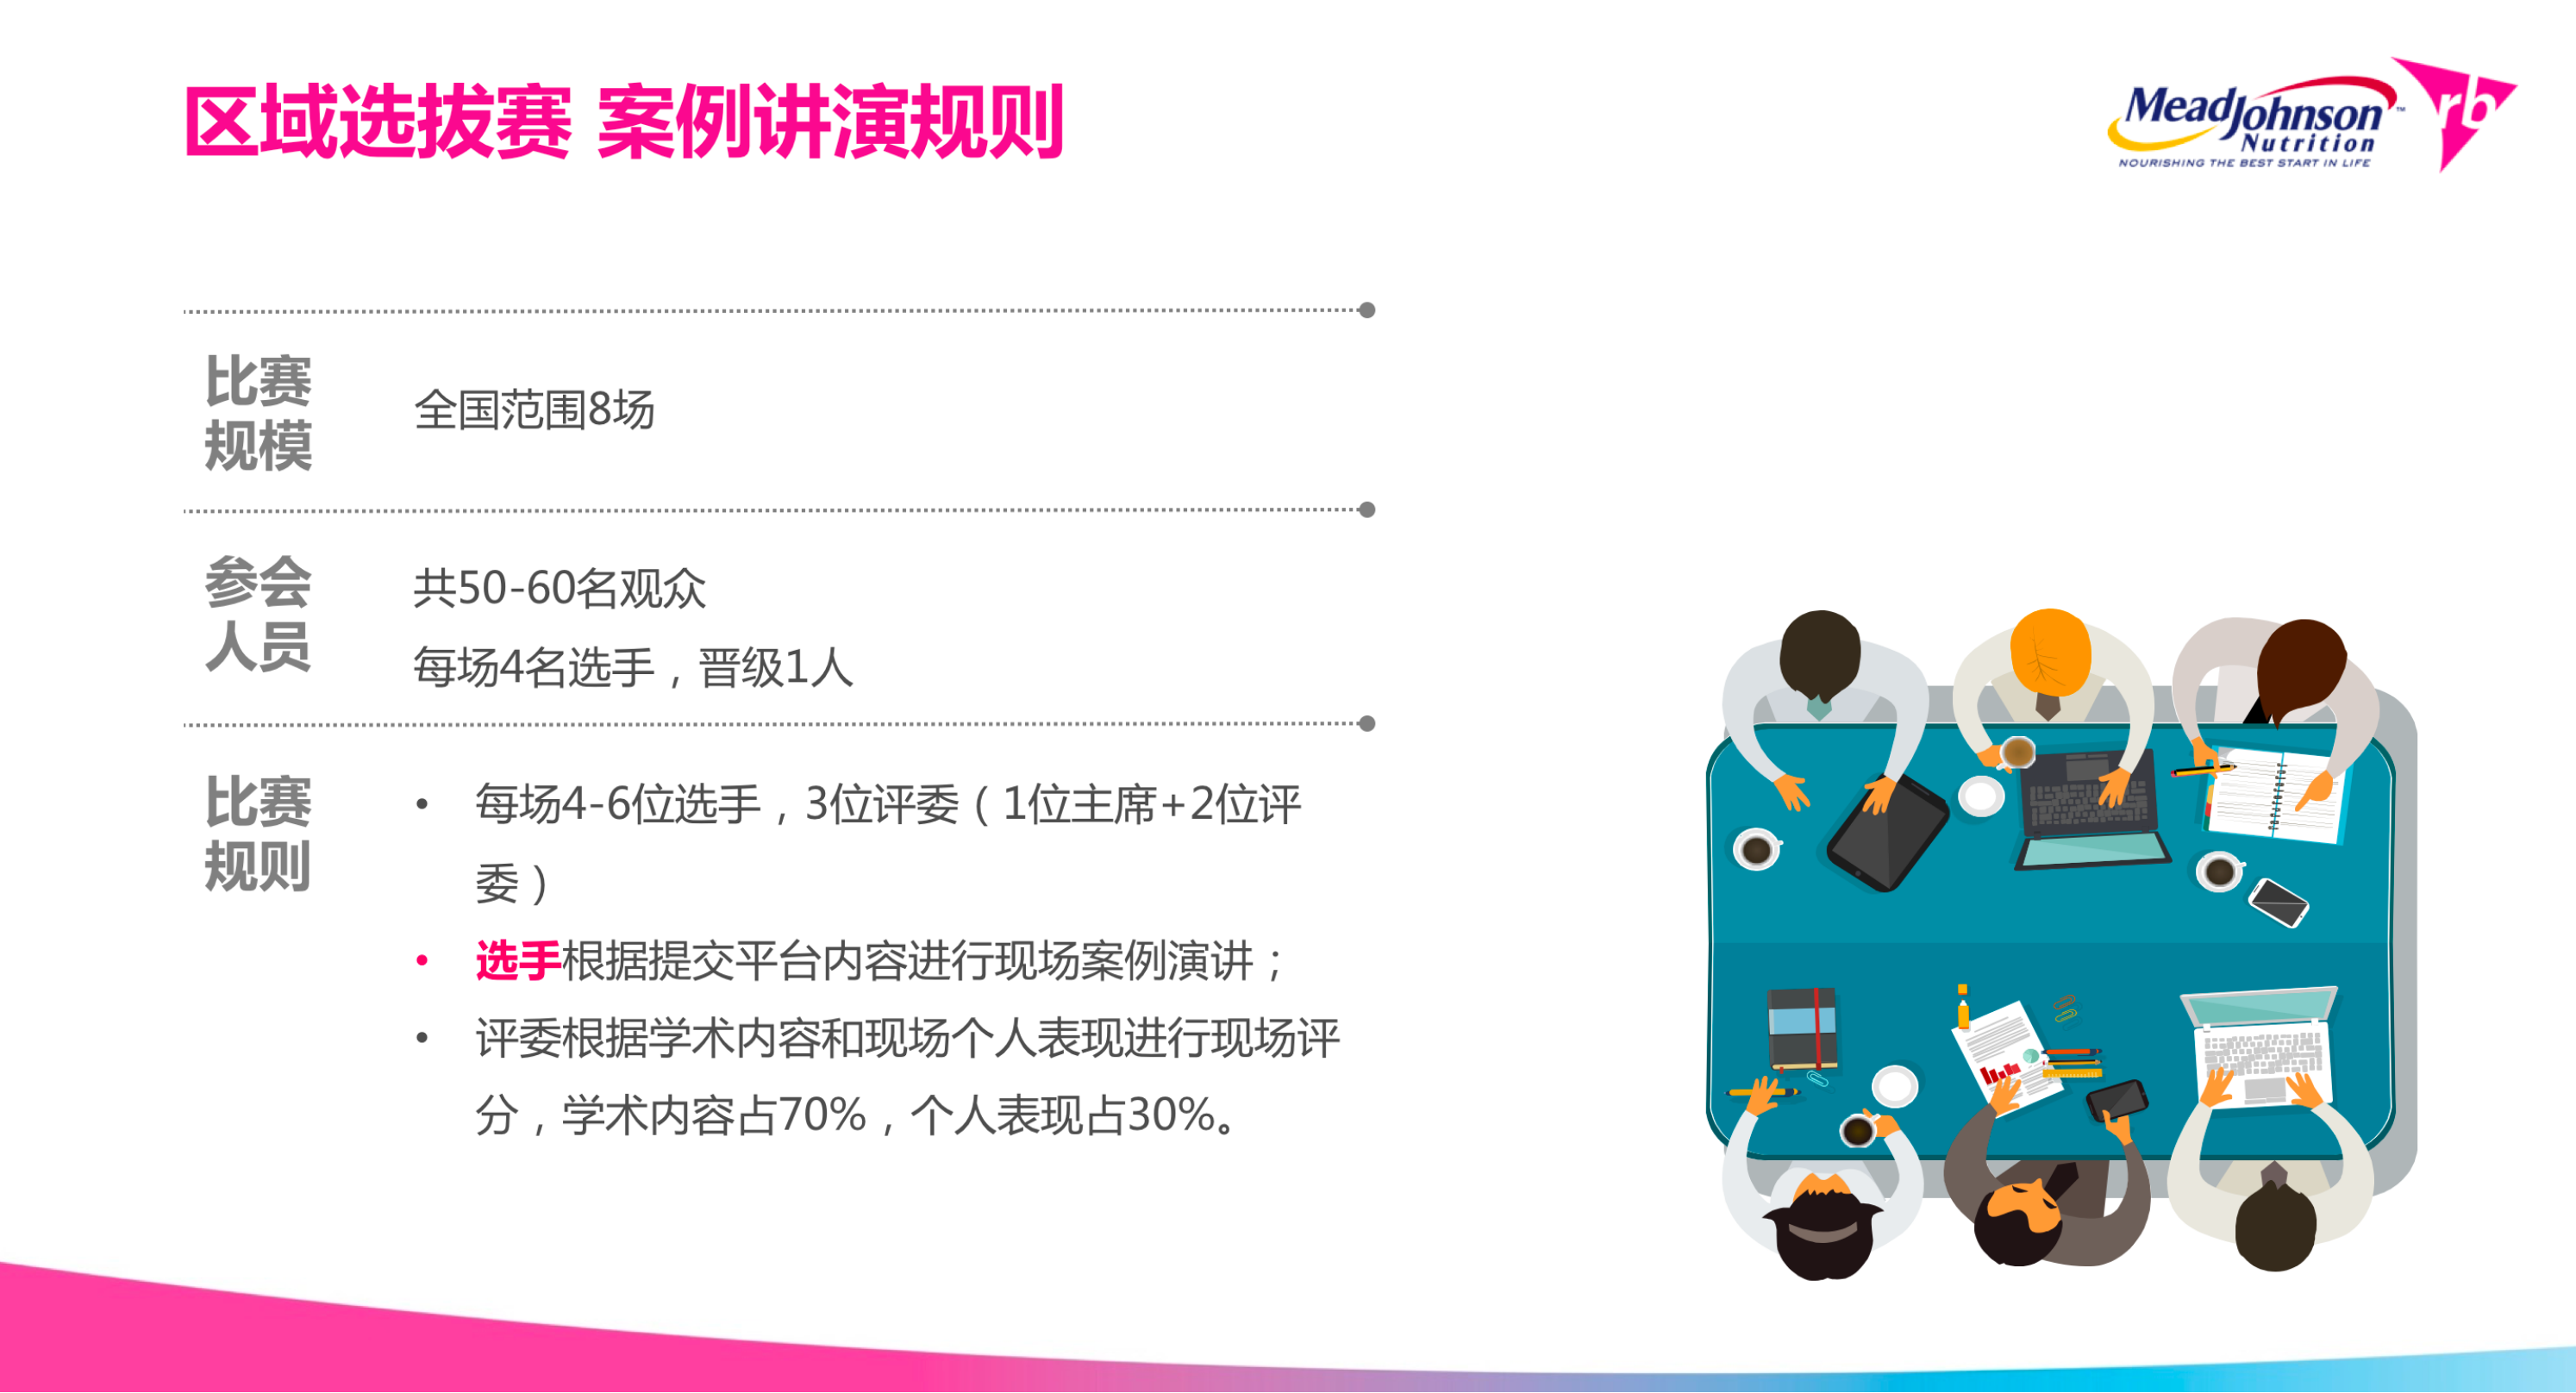 区域选拔赛 案例讲演规则
MeadJohnson™
Nutrition
NOURISHING THE BEST START IN LIFE
rb
比赛
规模
全国范围8场
参会
人员
共50-60名观众
每场4名选手，晋级1人
比赛
规则
• 每场4-6位选手，3位评委（1位主席+2位评
委）
• 选手根据提交平台内容进行现场案例演讲；
• 评委根据学术内容和现场个人表现进行现场评
分，学术内容占70%，个人表现占30%。